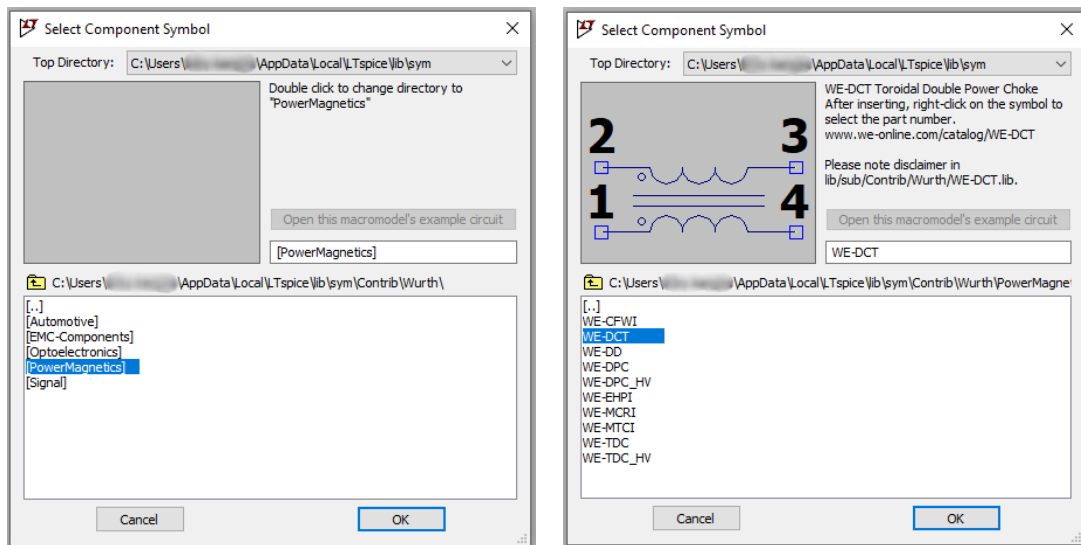 Select Component Symbol
Top Directory:
C:\Users\ \AppData\Local\LTspice\lib\sym
Double click to change directory to
"PowerMagnetics"
Open this macromodel's example circuit
[PowerMagnetics]
C:\Users\ \AppData\Local\LTspice\lib\sym\Contrib\Wurth\
[..]
[Automotive]
[EMC-Components]
[Optoelectronics]
[PowerMagnetics]
[Signal]
Cancel
OK
Select Component Symbol
Top Directory:
C:\Users\ \AppData\Local\LTspice\lib\sym
2
3
1
4
WE-DCT Toroidal Double Power Choke
After inserting, right-click on the symbol to
select the part number.
www.we-online.com/catalog/WE-DCT
Please note disclaimer in
lib/sub/Contrib/Wurth/WE-DCT.lib.
Open this macromodel's example circuit
WE-DCT
C:\Users\ \AppData\Local\LTspice\lib\sym\Contrib\Wurth\PowerMagnet
[..]
WE-CFWI
WE-DCT
WE-DD
WE-DPC
WE-DPC_HV
WE-EHPI
WE-MCRI
WE-MTCI
WE-TDC
WE-TDC_HV
Cancel
OK